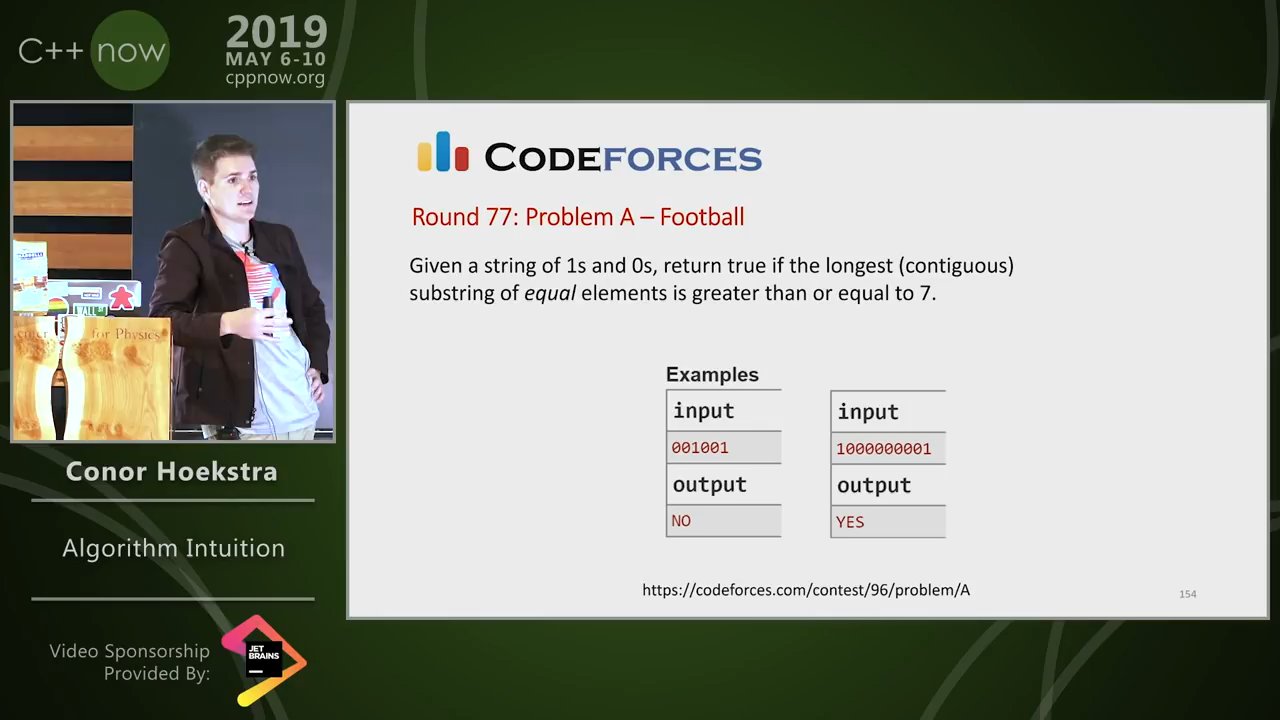 C++ now
2019
MAY 6-10
cppnow.org
for Physics
CODEFORCES
Round 77: Problem A – Football
Given a string of 1s and 0s, return true if the longest (contiguous)
substring of equal elements is greater than or equal to 7.
Examples
input
001001
output
NO
input
1000000001
output
YES
https://codeforces.com/contest/96/problem/A
154
Conor Hoekstra
Algorithm Intuition
Video Sponsorship
Provided By:
JET
BRAINS